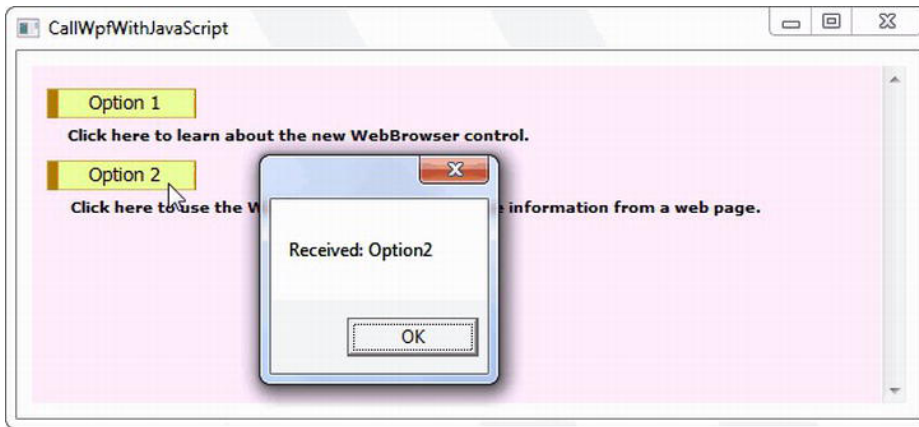 CallWpfWithJavaScript
Option 1
Click here to learn about the new WebBrowser control.
Option 2
Click here to use the W
information from a web page.
Received: Option2
OK